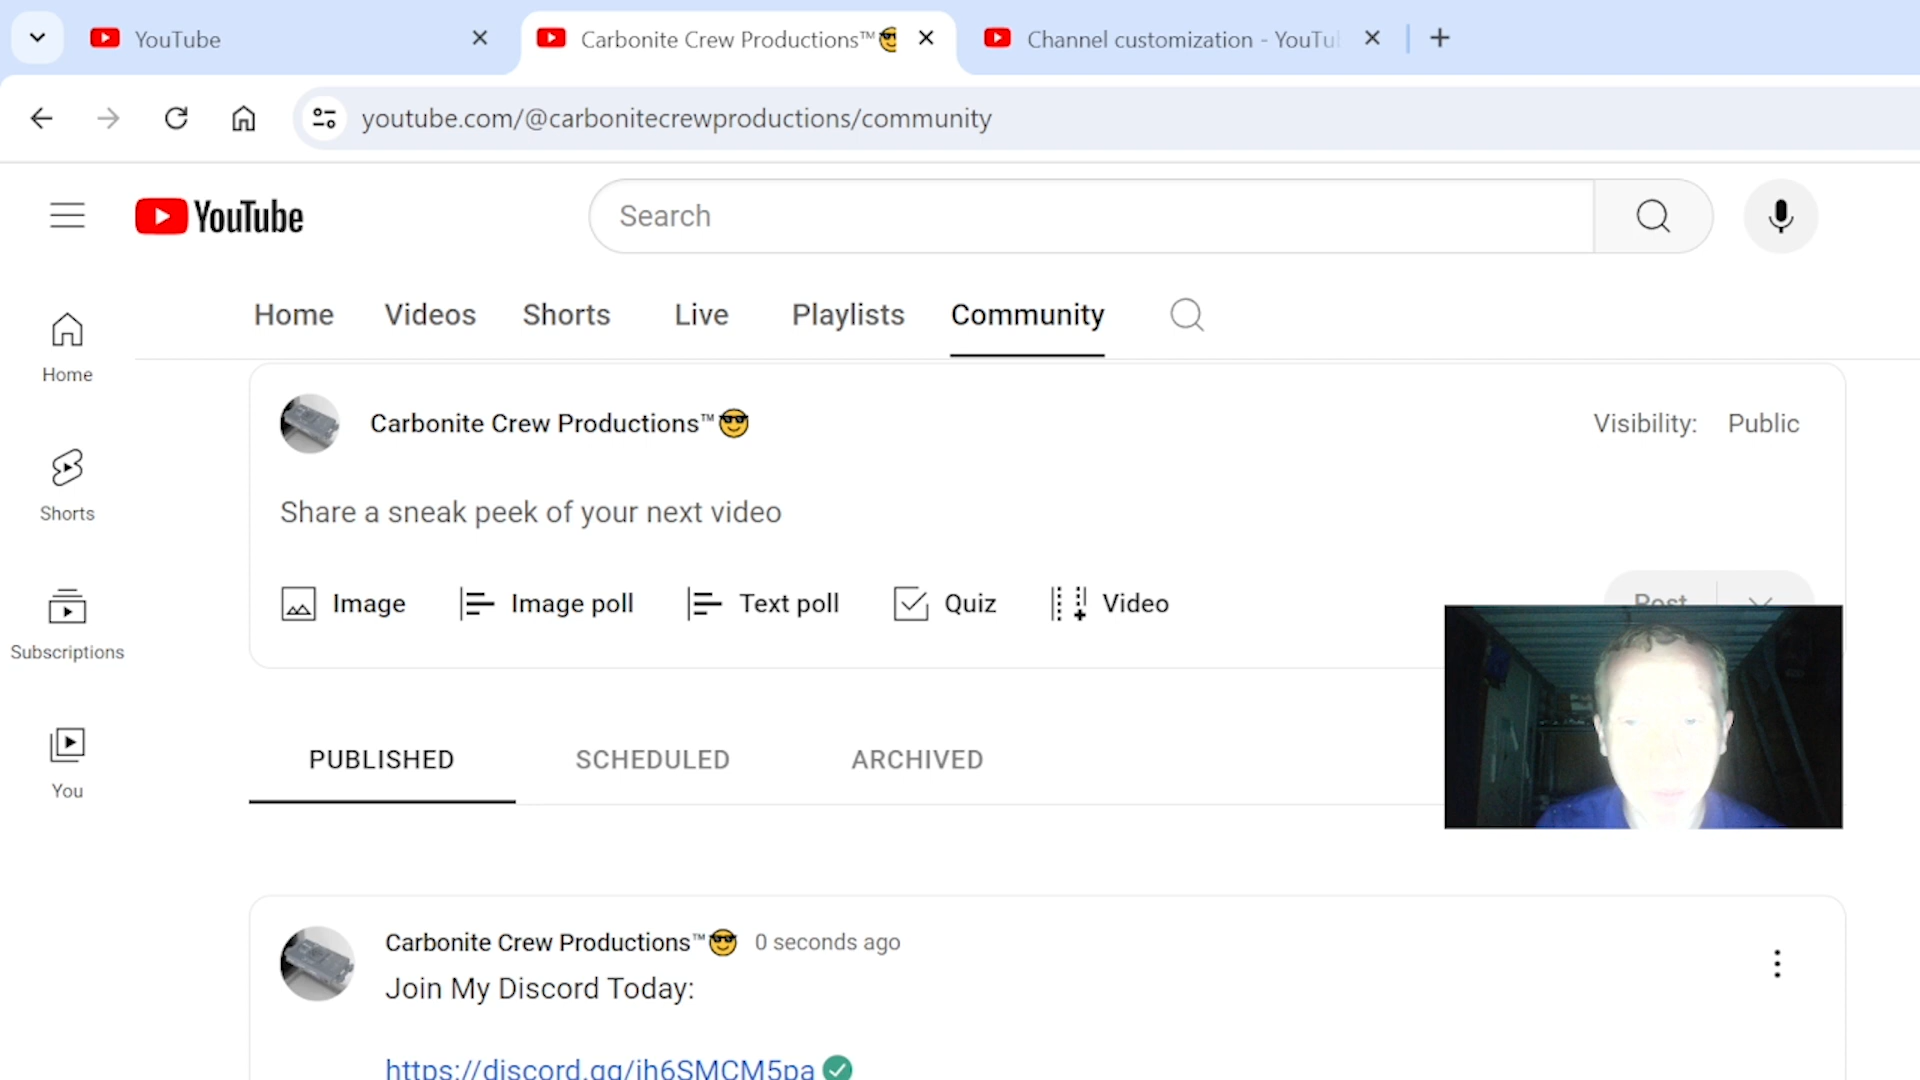 YouTube
Carbonite Crew Productions™😎
Channel customization - YouTu
youtube.com/@carbonitecrewproductions/community
YouTube
Search
Home
Videos
Shorts
Live
Playlists
Community
Home
Shorts
Subscriptions
You
Carbonite Crew Productions™😎
Visibility:
Public
Share a sneak peek of your next video
Image
Image poll
Text poll
Quiz
Video
Post
PUBLISHED
SCHEDULED
ARCHIVED
Carbonite Crew Productions™😎 0 seconds ago
Join My Discord Today:
https://discord.gg/jh6SMCM5pa